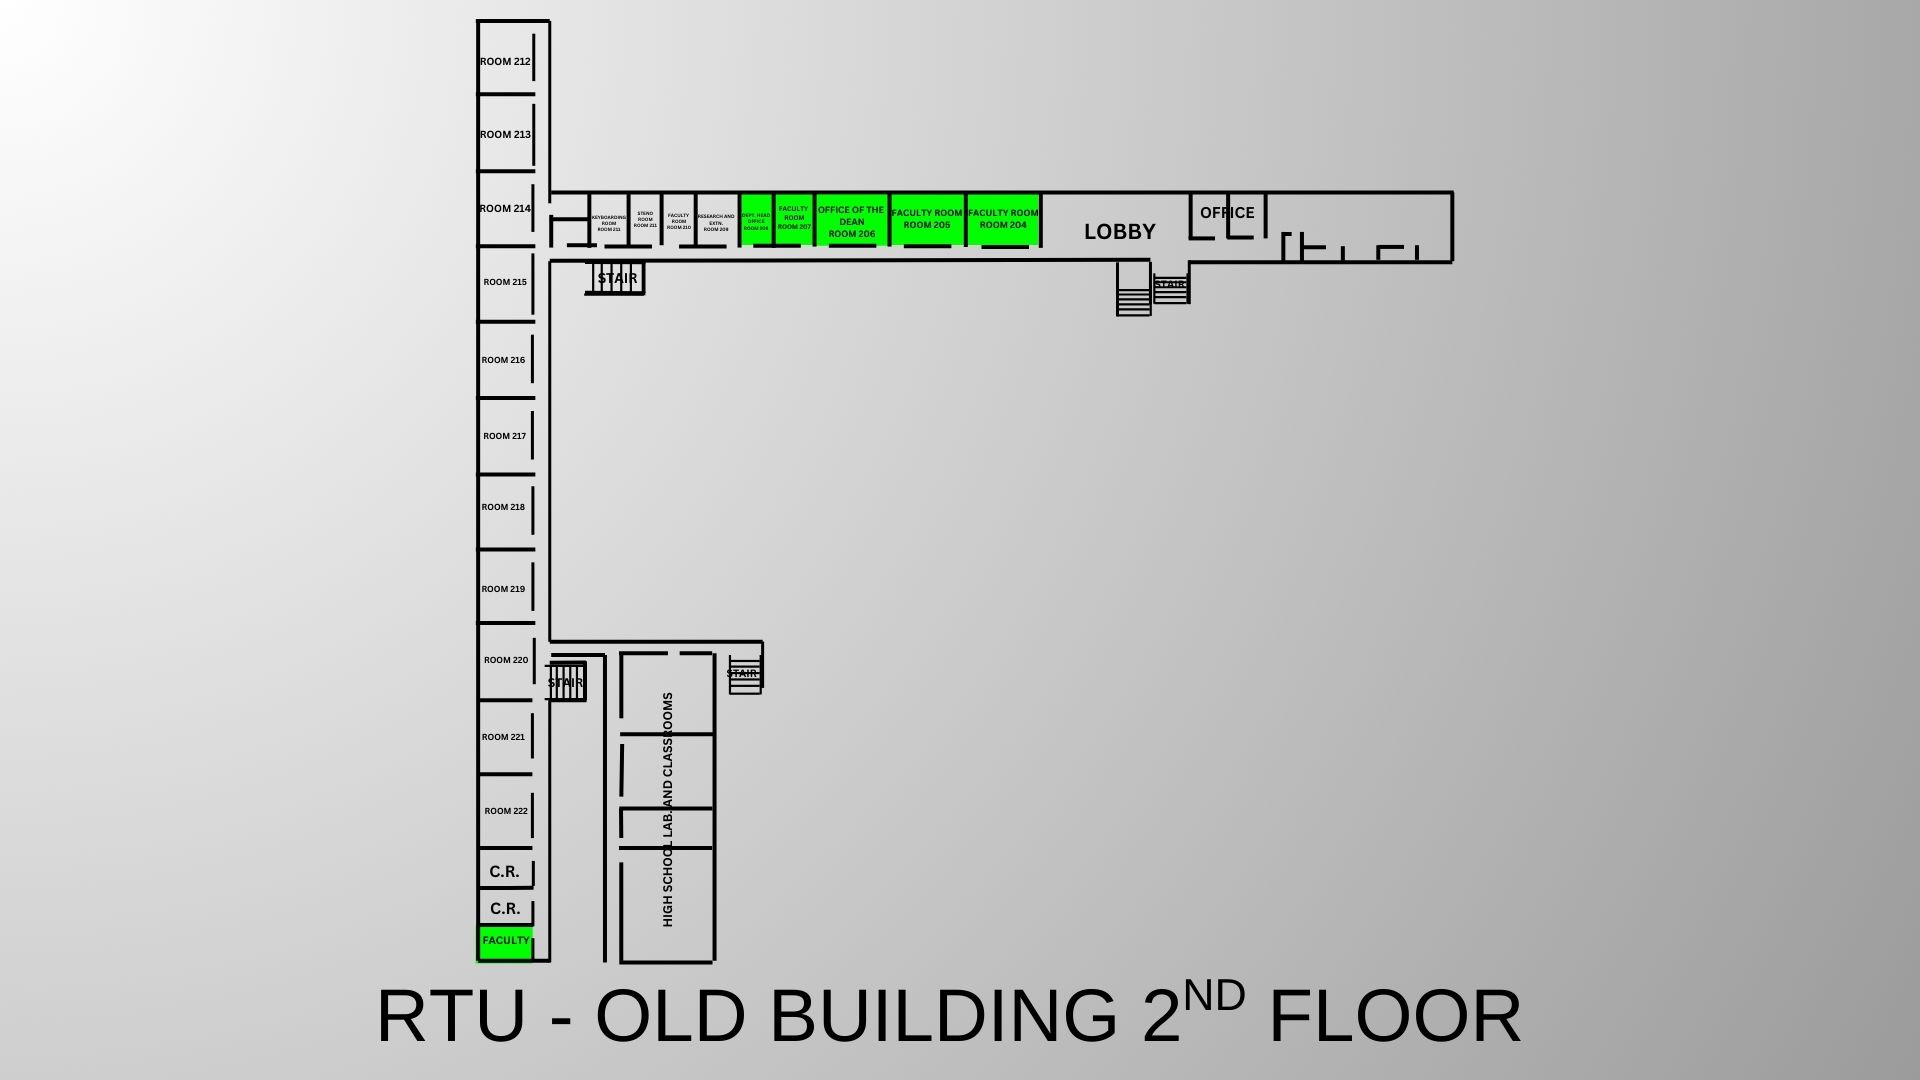 ROOM 212
ROOM 213
ROOM 214
ROOM 215
ROOM 216
ROOM 217
ROOM 218
ROOM 219
ROOM 220
ROOM 221
ROOM 222
C.R.
C.R.
FACULTY
KEYBOARDING
ROOM
ROOM 211
STENO
ROOM
ROOM 211
FACULTY
ROOM
ROOM 210
RESEARCH AND
EXTN.
ROOM 209
DEPT. HEAD
OFFICE
ROOM 208
FACULTY
ROOM
ROOM 207
OFFICE OF THE
DEAN
ROOM 206
FACULTY ROOM
ROOM 205
FACULTY ROOM
ROOM 204
LOBBY
OFFICE
STAIR
STAIR
STAIR
STAIR
HIGH SCHOOL LAB. AND CLASSROOMS
RTU - OLD BUILDING 2ND FLOOR